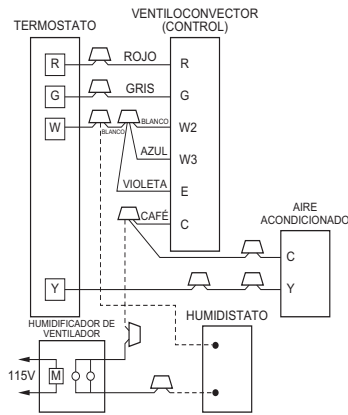 VENTILOCONVECTOR
(CONTROL)
TERMOSTATO
R
ROJO
R
G
GRIS
G
W
BLANCO
BLANCO
W2
AZUL
W3
VIOLETA
E
CAFÉ
C
AIRE
ACONDICIONADO
C
Y
Y
HUMIDIFICADOR DE
VENTILADOR
HUMIDISTATO
115V
M